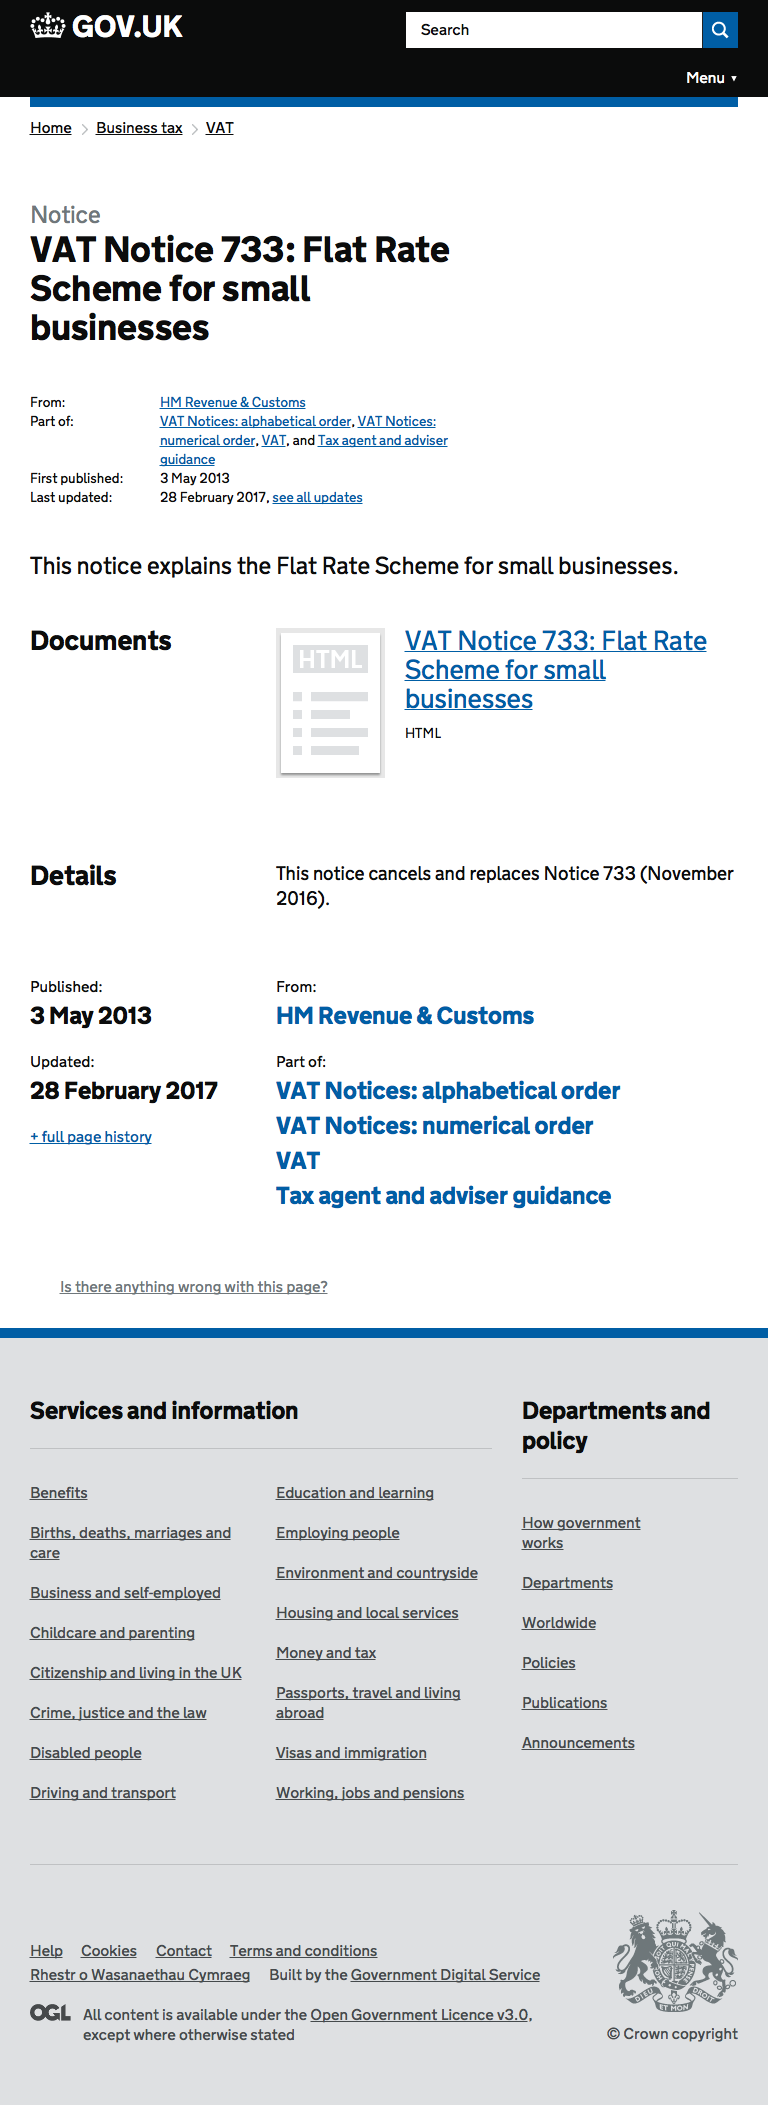 GOV.UK
Search
Menu ▼
Home > Business tax > VAT
Notice
VAT Notice 733: Flat Rate
Scheme for small
businesses
From: HM Revenue & Customs
Part of: VAT Notices: alphabetical order, VAT Notices:
numerical order, VAT, and Tax agent and adviser
guidance
First published: 3 May 2013
Last updated: 28 February 2017, see all updates
This notice explains the Flat Rate Scheme for small businesses.
Documents
HTML
VAT Notice 733: Flat Rate
Scheme for small
businesses
HTML
Details
This notice cancels and replaces Notice 733 (November
2016).
Published:
3 May 2013
Updated:
28 February 2017
+ full page history
From:
HM Revenue & Customs
Part of:
VAT Notices: alphabetical order
VAT Notices: numerical order
VAT
Tax agent and adviser guidance
Is there anything wrong with this page?
Services and information
Benefits
Births, deaths, marriages and
care
Business and self-employed
Childcare and parenting
Citizenship and living in the UK
Crime, justice and the law
Disabled people
Driving and transport
Education and learning
Employing people
Environment and countryside
Housing and local services
Money and tax
Passports, travel and living
abroad
Visas and immigration
Working, jobs and pensions
Departments and
policy
How government
works
Departments
Worldwide
Policies
Publications
Announcements
Help Cookies Contact Terms and conditions
Rhestr o Wasanaethau Cymraeg Built by the Government Digital Service
OGL All content is available under the Open Government Licence v3.0,
except where otherwise stated
DIEU ET MON DROIT
© Crown copyright